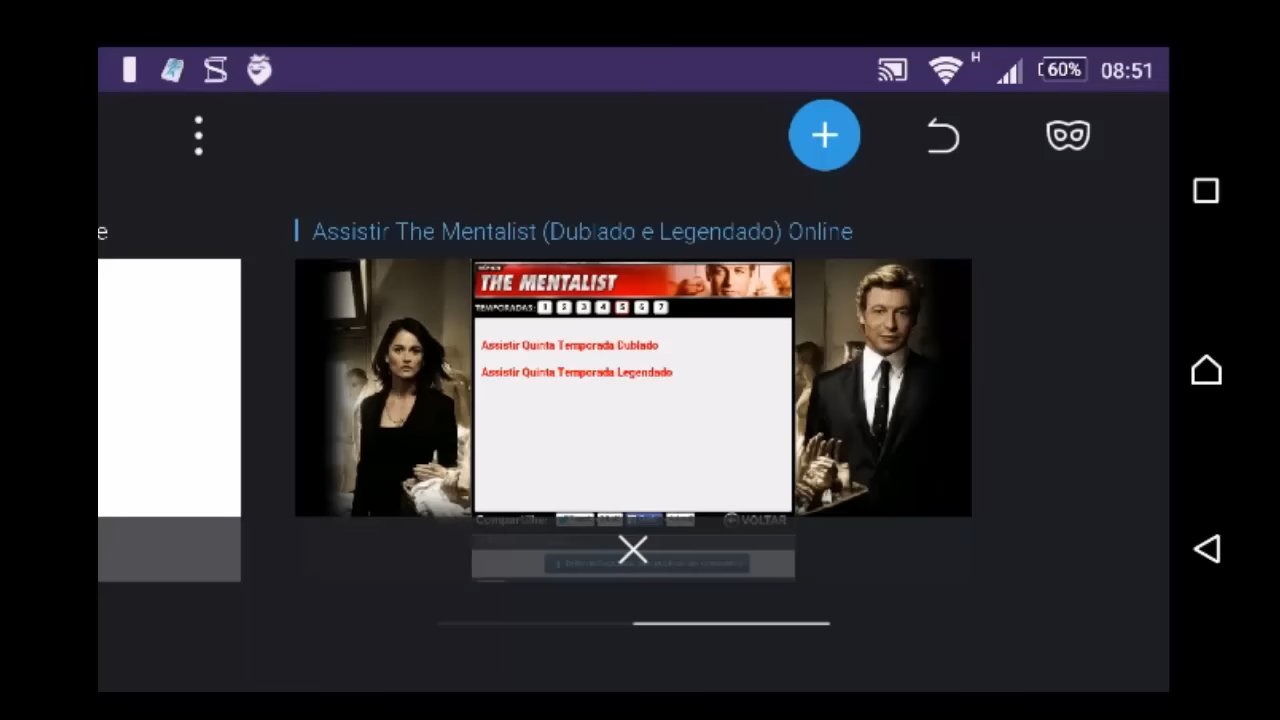 H
60%
08:51
e
Assistir The Mentalist (Dublado e Legendado) Online
THE MENTALIST
TEMPORADAS: 1 2 3 4 5 6 7
Assistir Quinta Temporada Dublado
Assistir Quinta Temporada Legendado
Compartilhe
VOLTAR